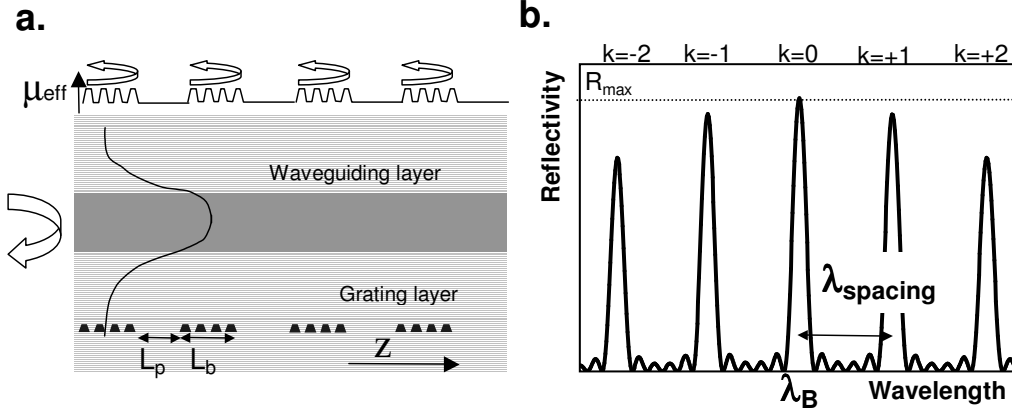 a.
μeff
Waveguiding layer
Grating layer
Lp
Lb
Z
b.
k=-2 k=-1 k=0 k=+1 k=+2
Rmax
Reflectivity
λspacing
λB
Wavelength